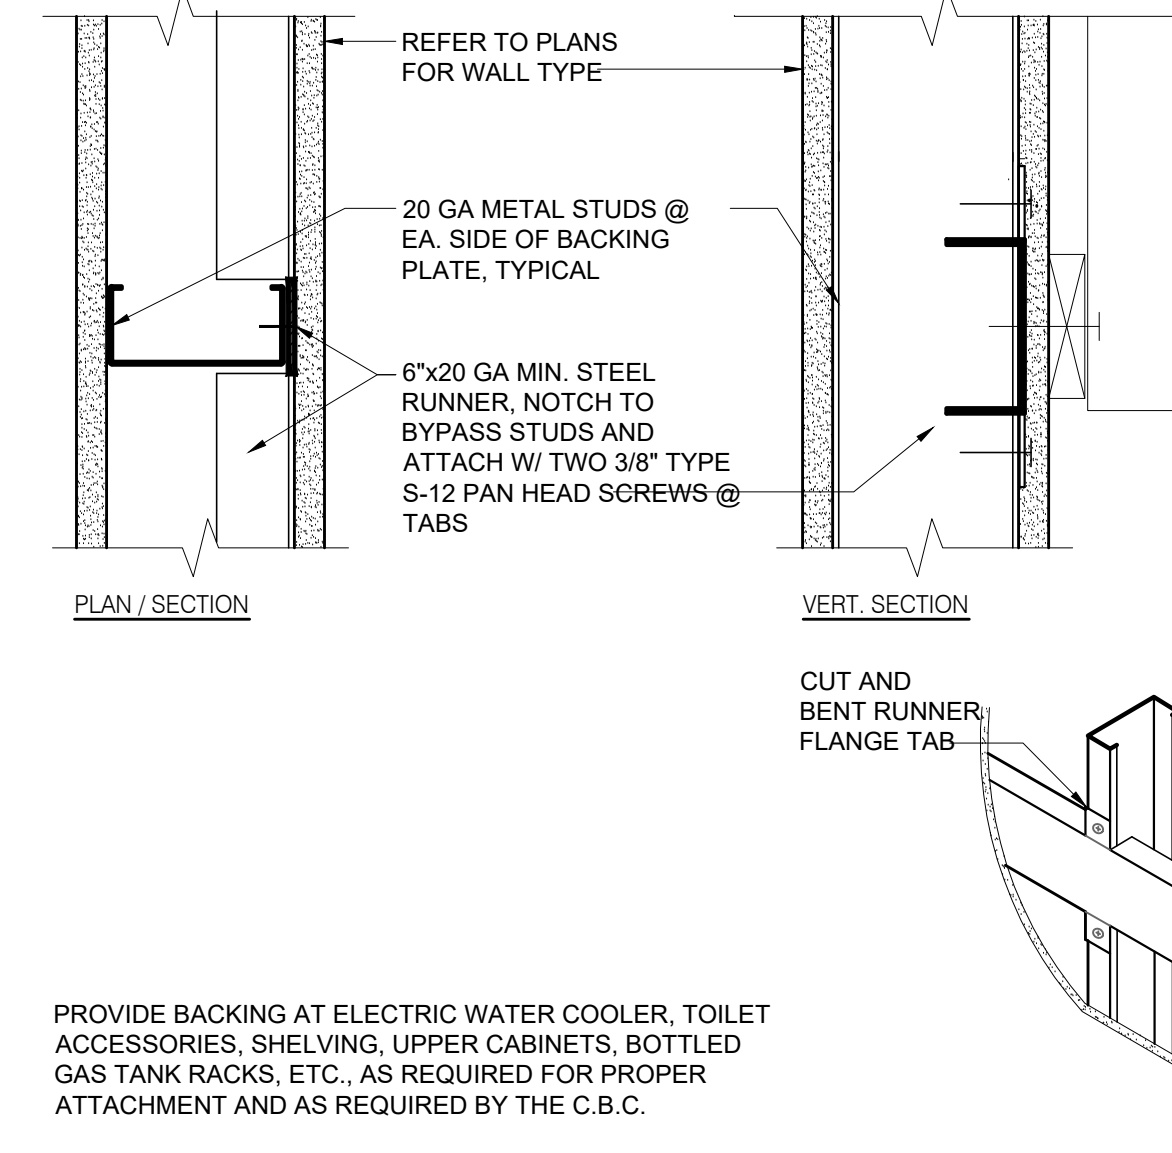 REFER TO PLANS
FOR WALL TYPE
20 GA METAL STUDS @
EA. SIDE OF BACKING
PLATE, TYPICAL
6"x20 GA MIN. STEEL
RUNNER, NOTCH TO
BYPASS STUDS AND
ATTACH W/ TWO 3/8" TYPE
S-12 PAN HEAD SCREWS @
TABS
PLAN / SECTION
VERT. SECTION
CUT AND
BENT RUNNER
FLANGE TAB
PROVIDE BACKING AT ELECTRIC WATER COOLER, TOILET
ACCESSORIES, SHELVING, UPPER CABINETS, BOTTLED
GAS TANK RACKS, ETC., AS REQUIRED FOR PROPER
ATTACHMENT AND AS REQUIRED BY THE C.B.C.